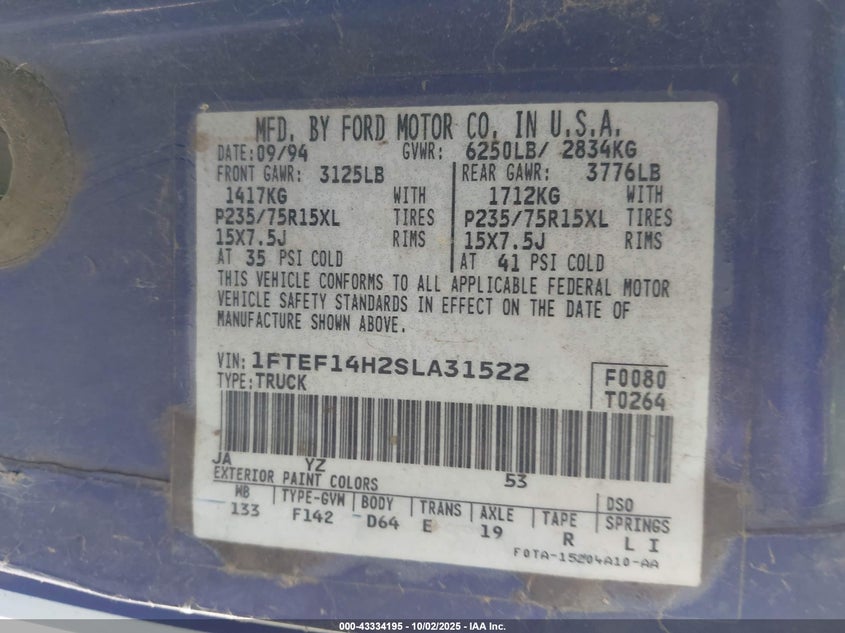 MFD. BY FORD MOTOR CO. IN U.S.A.
DATE: 09/94 GVWR: 6250LB/ 2834KG
FRONT GAWR: 3125LB REAR GAWR: 3776LB
1417KG WITH 1712KG WITH
P235/75R15XL TIRES P235/75R15XL TIRES
15X7.5J RIMS 15X7.5J RIMS
AT 35 PSI COLD AT 41 PSI COLD
THIS VEHICLE CONFORMS TO ALL APPLICABLE FEDERAL MOTOR
VEHICLE SAFETY STANDARDS IN EFFECT ON THE DATE OF
MANUFACTURE SHOWN ABOVE.
VIN: 1FTEF14H2SLA31522 F0080
TYPE: TRUCK T0264
JA YZ 53
EXTERIOR PAINT COLORS DSO
WB TYPE-GVW BODY TRANS AXLE TAPE SPRINGS
133 F142 D64 E 19 R L I
F0TA-15204A10-AA
000-43334195 - 10/02/2025 - IAA Inc.